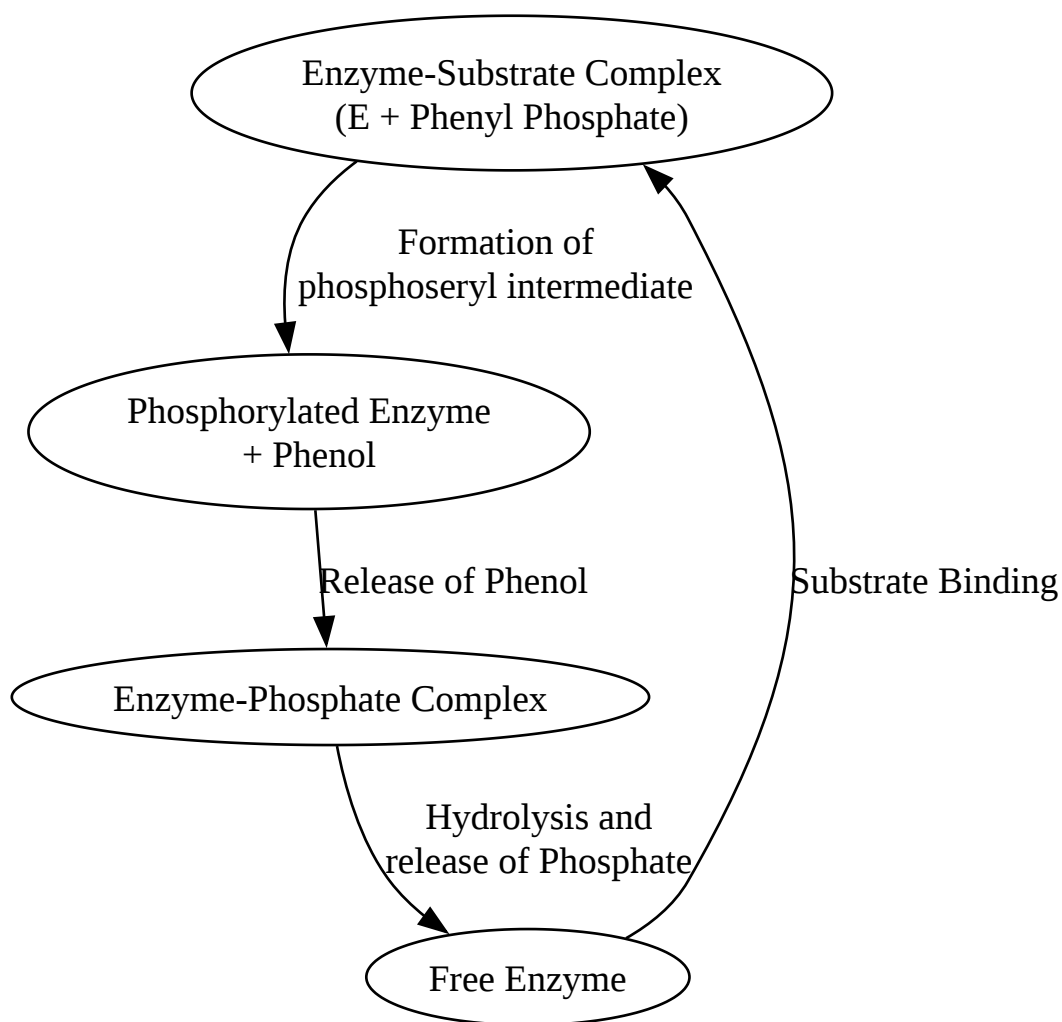 Enzyme-Substrate Complex
(E + Phenyl Phosphate)
Formation of
phosphoseryl intermediate
Phosphorylated Enzyme
+ Phenol
Release of Phenol
Substrate Binding
Enzyme-Phosphate Complex
Hydrolysis and
release of Phosphate
Free Enzyme